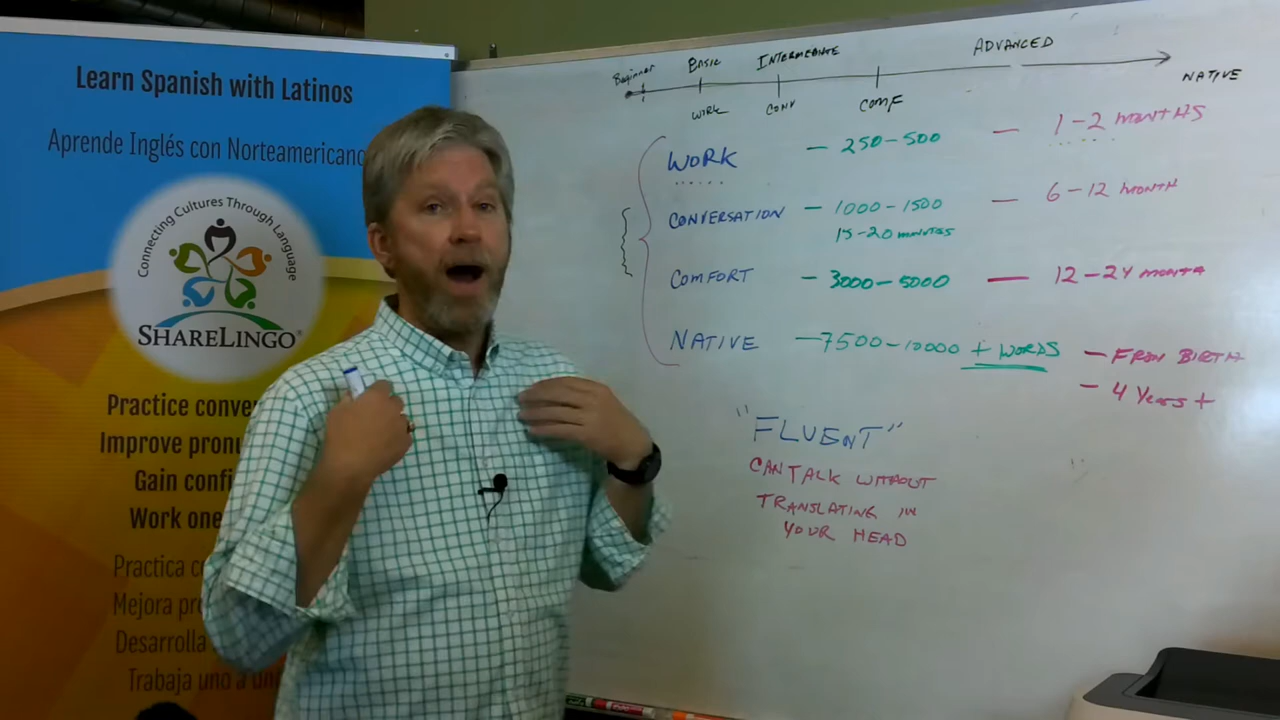 Learn Spanish with Latinos
Aprende Inglés con Norteamericano
Connecting Cultures Through Language
SHARELINGO®
Practice conve
Improve pronu
Gain confi
Work one
Practica c
Mejora pr
Desarrolla
Trabaja uno a un
Beginner BASIC INTERMEDIATE ADVANCED
NATIVE
WORK CONV COMF
WORK — 250-500 — 1-2 MONTHS
CONVERSATION — 1000-1500 — 6-12 MONTH
15-20 MINUTES
COMFORT — 3000-5000 — 12-24 MONTH
NATIVE — 7500-10000 + WORDS — FROM BIRTH
— 4 Years +
"FLUENT"
CAN TALK WITHOUT
TRANSLATING IN
YOUR HEAD